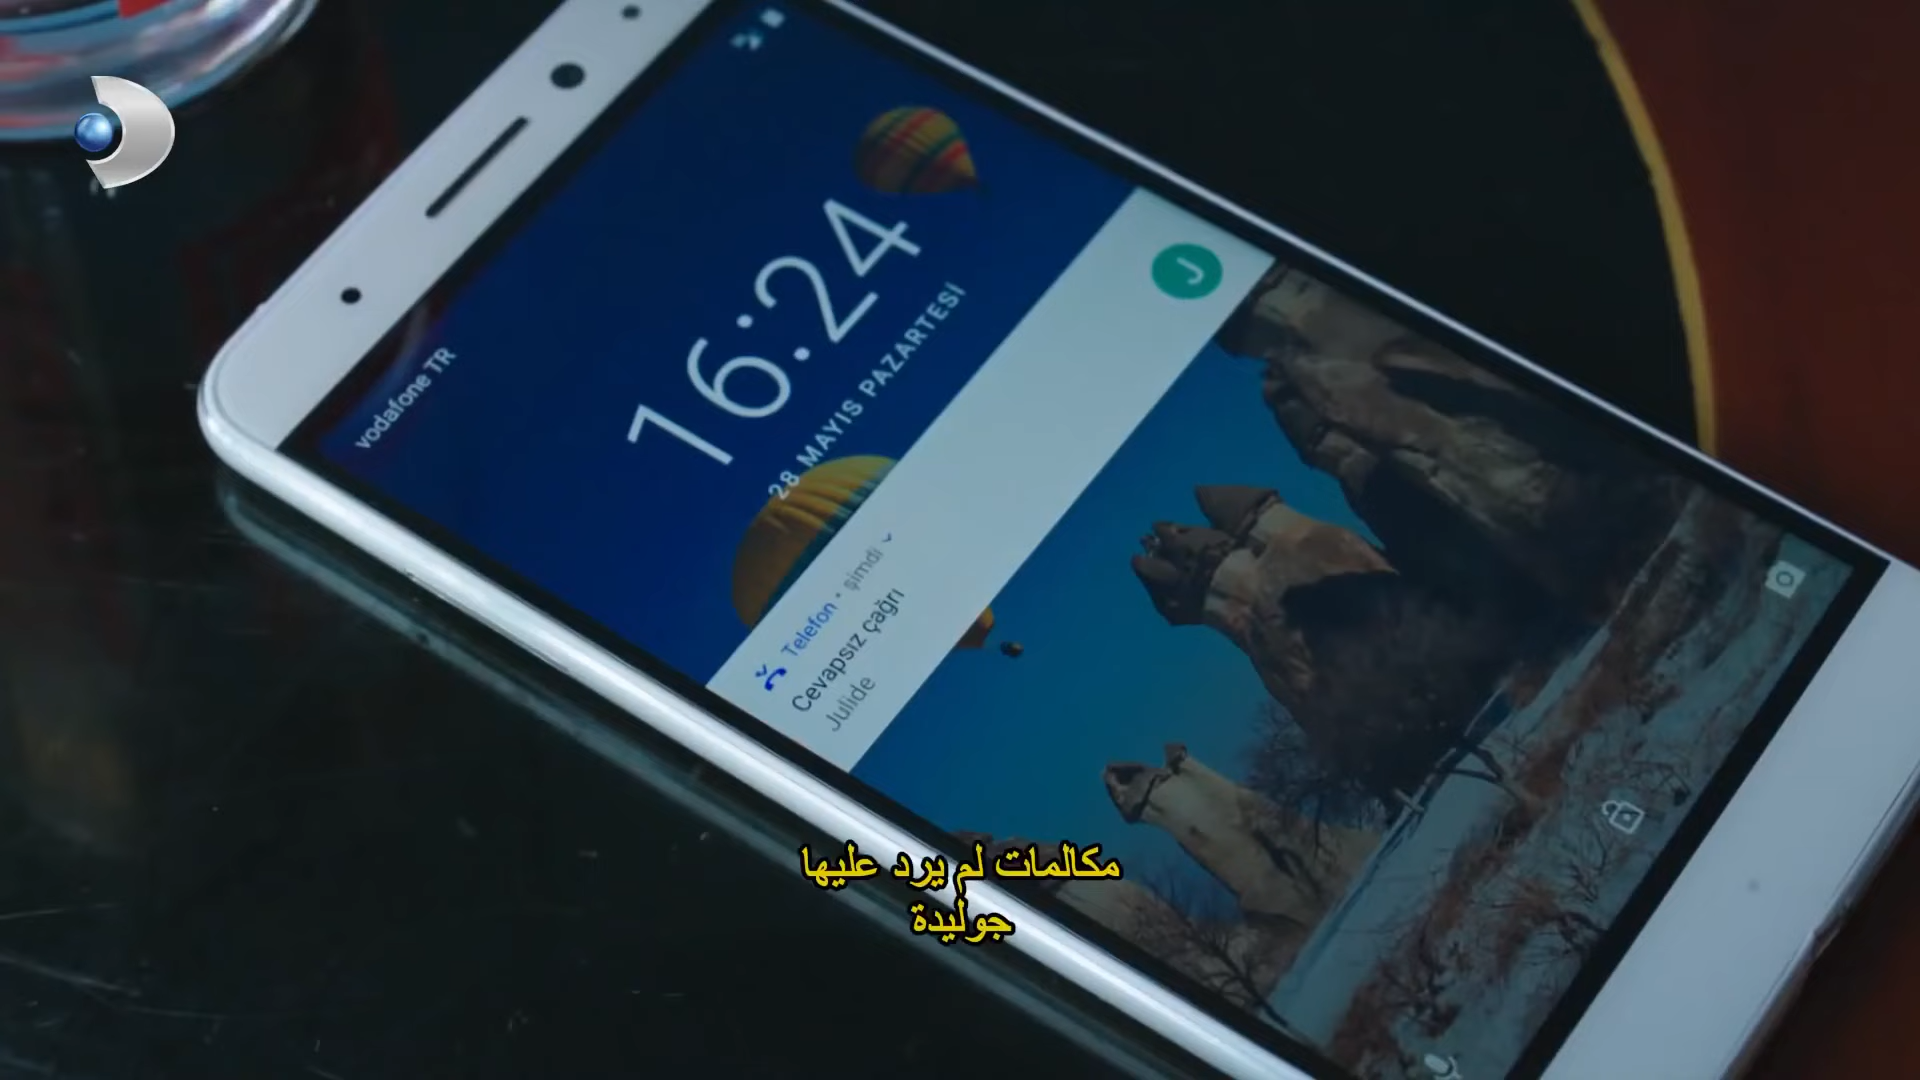 vodafone TR
16:24
28 MAYIS PAZARTESİ
J
Telefon • şimdi
Cevapsız çağrı
Julide
مكالمات لم يرد عليها
جوليدة